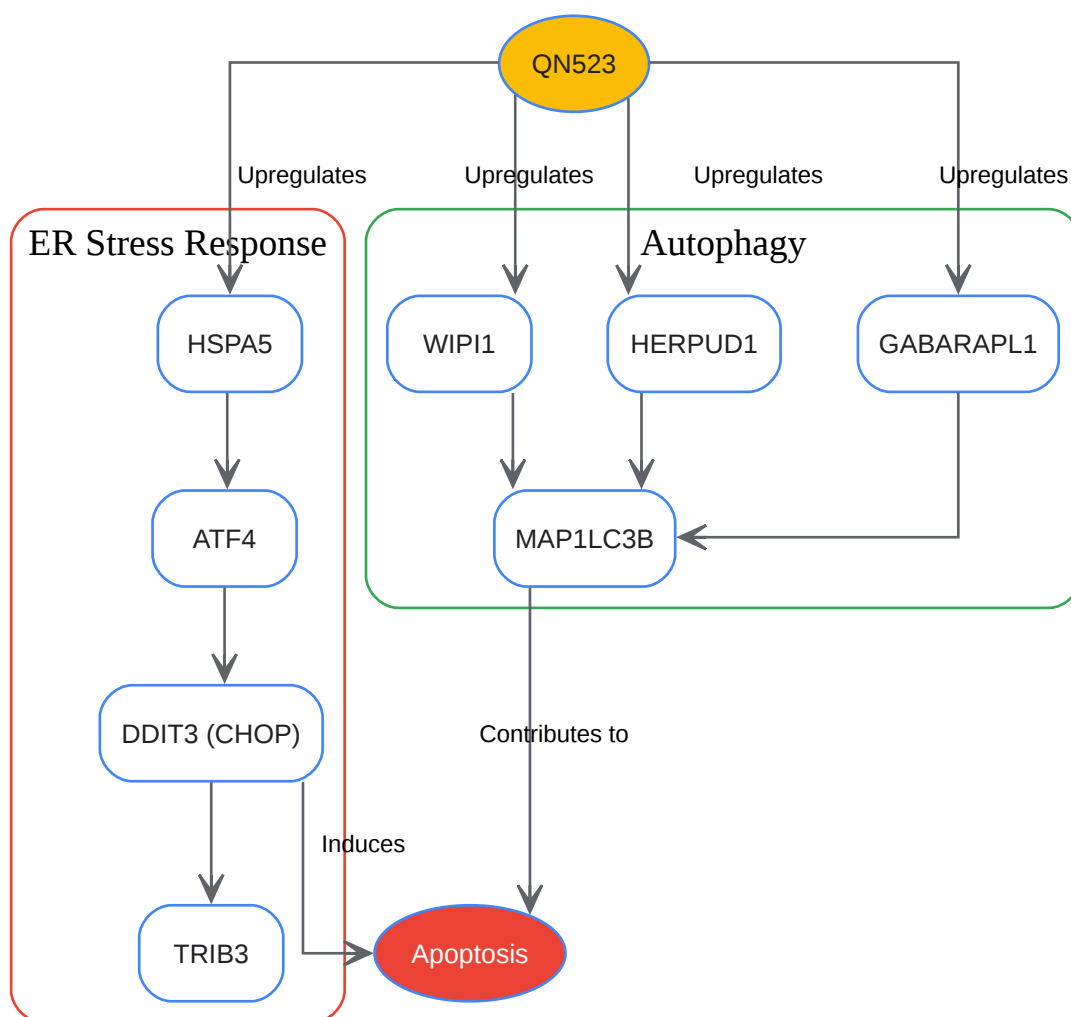 QN523
Upregulates
Upregulates
Upregulates
Upregulates
ER Stress Response
Autophagy
HSPA5
WIPI1
HERPUD1
GABARAPL1
ATF4
MAP1LC3B
DDIT3 (CHOP)
Contributes to
Induces
TRIB3
Apoptosis